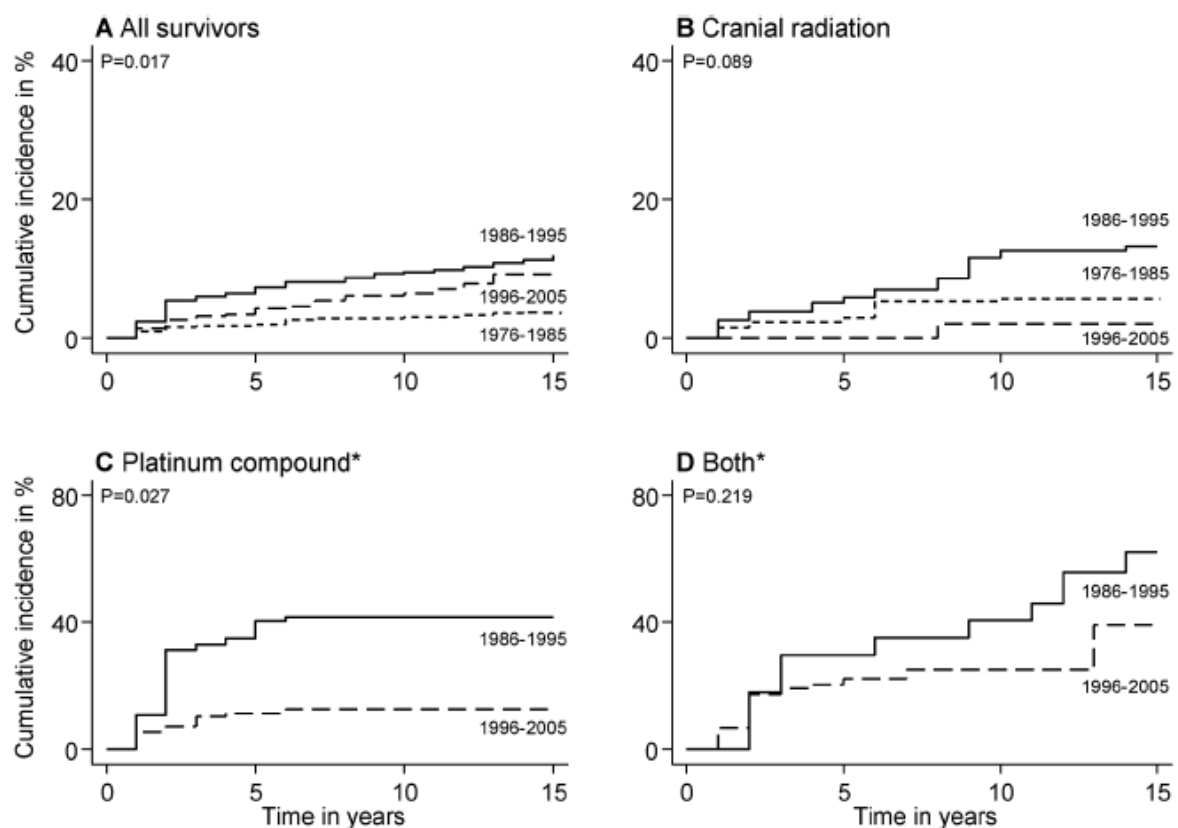 A All survivors
P=0.017
Cumulative incidence in %
40
20
0
1986-1995
1996-2005
1976-1985
0 5 10 15
B Cranial radiation
P=0.089
40
20
0
1986-1995
1976-1985
1996-2005
0 5 10 15
C Platinum compound*
P=0.027
Cumulative incidence in %
80
40
0
1986-1995
1996-2005
0 5 10 15
Time in years
D Both*
P=0.219
80
40
0
1986-1995
1996-2005
0 5 10 15
Time in years